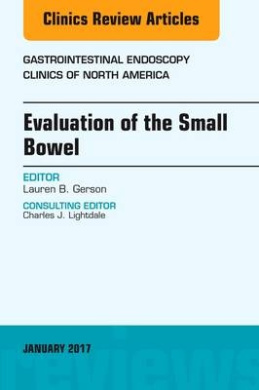 Clinics Review Articles
GASTROINTESTINAL ENDOSCOPY
CLINICS OF NORTH AMERICA
Evaluation of the Small
Bowel
EDITOR
Lauren B. Gerson
CONSULTING EDITOR
Charles J. Lightdale
JANUARY 2017
reviews